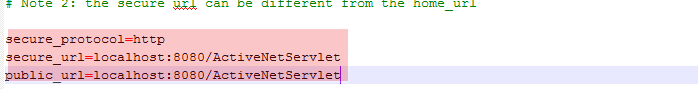 # Note 2: the secure url can be different from the home_url
secure_protocol=http
secure_url=localhost:8080/ActiveNetServlet
public_url=localhost:8080/ActiveNetServlet